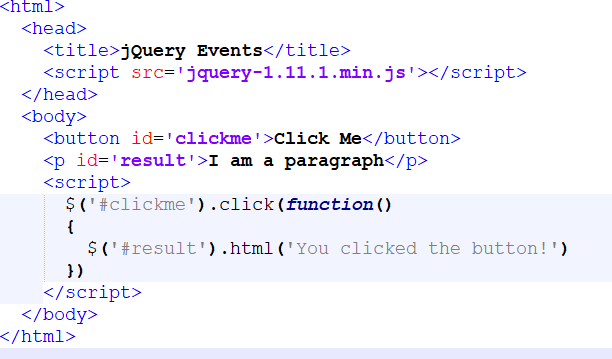 <html>
<head>
<title>jQuery Events</title>
<script src='jquery-1.11.1.min.js'></script>
</head>
<body>
<button id='clickme'>Click Me</button>
<p id='result'>I am a paragraph</p>
<script>
$('#clickme').click(function()
{
$('#result').html('You clicked the button!')
})
</script>
</body>
</html>